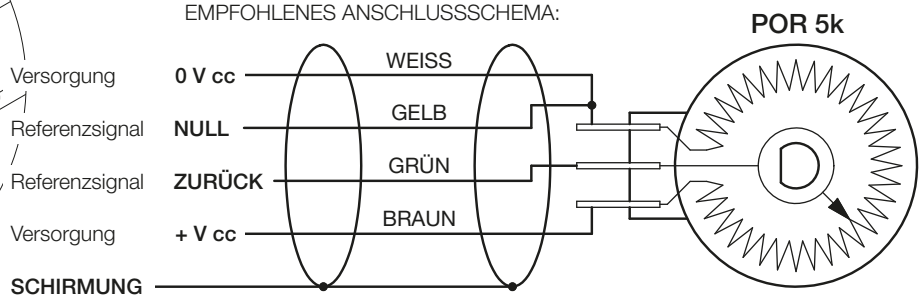 EMPFOHLENES ANSCHLUSSSCHEMA:
POR 5k
Versorgung 0 V cc WEISS
Referenzsignal NULL GELB
Referenzsignal ZURÜCK GRÜN
Versorgung + V cc BRAUN
SCHIRMUNG